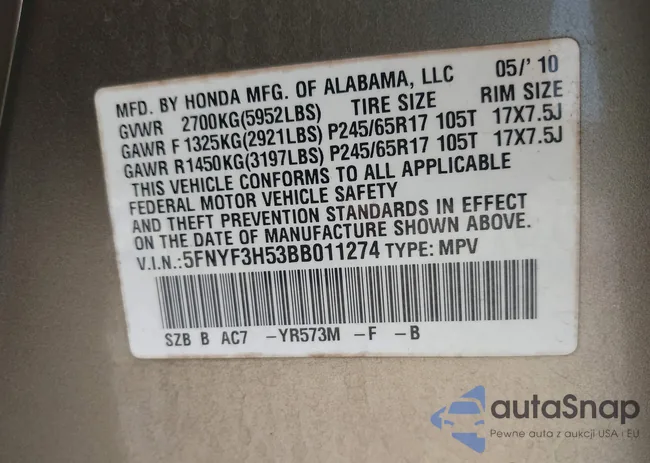 MFD. BY HONDA MFG. OF ALABAMA, LLC 05/' 10
GVWR 2700KG(5952LBS) TIRE SIZE RIM SIZE
GAWR F 1325KG(2921LBS) P245/65R17 105T 17X7.5J
GAWR R 1450KG(3197LBS) P245/65R17 105T 17X7.5J
THIS VEHICLE CONFORMS TO ALL APPLICABLE
FEDERAL MOTOR VEHICLE SAFETY
AND THEFT PREVENTION STANDARDS IN EFFECT
ON THE DATE OF MANUFACTURE SHOWN ABOVE.
V.I.N.:5FNYF3H53BB011274 TYPE: MPV
SZB B AC7 -YR573M -F -B
autoSnap
Pewne auta z aukcji USA i EU